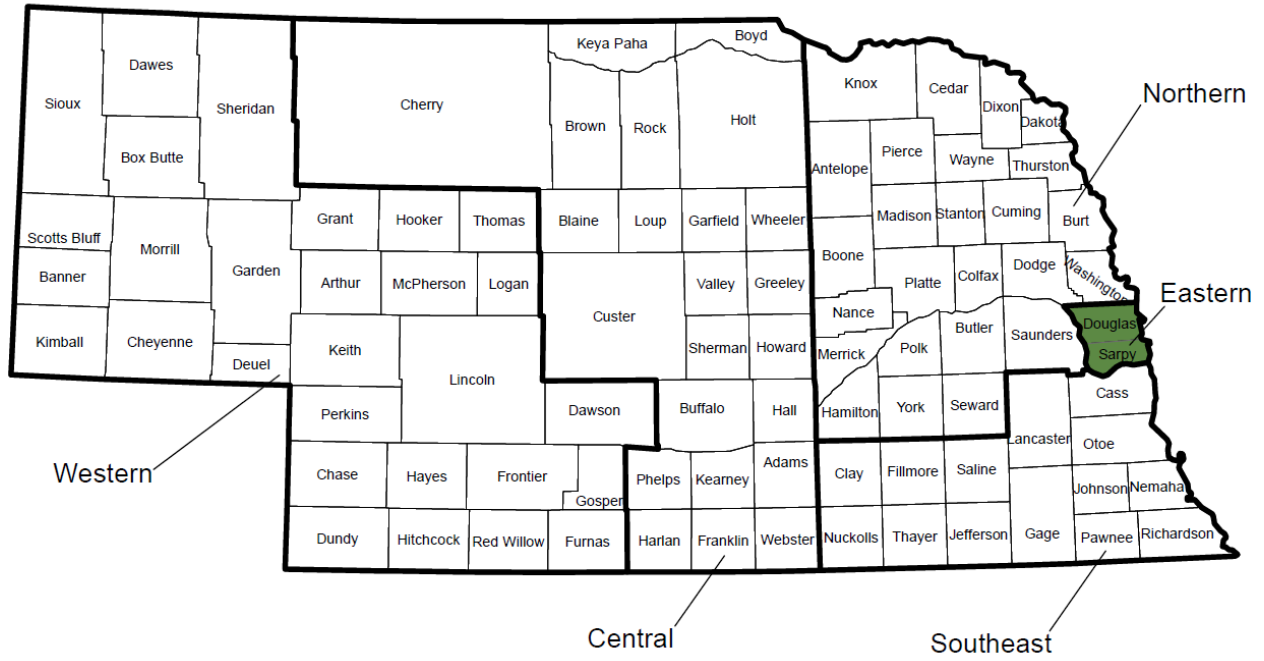 Boyd
Keya Paha
Dawes
Knox
Cedar
Northern
Sioux
Sheridan
Cherry
Dixon
Dakota
Holt
Brown
Rock
Box Butte
Pierce
Wayne
Thurston
Antelope
Grant
Hooker
Thomas
Blaine
Loup
Garfield
Wheeler
Madison
Stanton
Cuming
Burt
Scotts Bluff
Morrill
Garden
Boone
Dodge
Washington
Banner
Arthur
McPherson
Logan
Valley
Greeley
Platte
Colfax
Eastern
Nance
Custer
Douglas
Kimball
Cheyenne
Keith
Sherman
Howard
Merrick
Polk
Butler
Saunders
Sarpy
Deuel
Lincoln
Cass
Perkins
Dawson
Buffalo
Hall
Hamilton
York
Seward
Lancaster
Otoe
Western
Chase
Hayes
Frontier
Gosper
Phelps
Kearney
Adams
Clay
Fillmore
Saline
Johnson
Nemaha
Dundy
Hitchcock
Red Willow
Furnas
Harlan
Franklin
Webster
Nuckolls
Thayer
Jefferson
Gage
Pawnee
Richardson
Central
Southeast